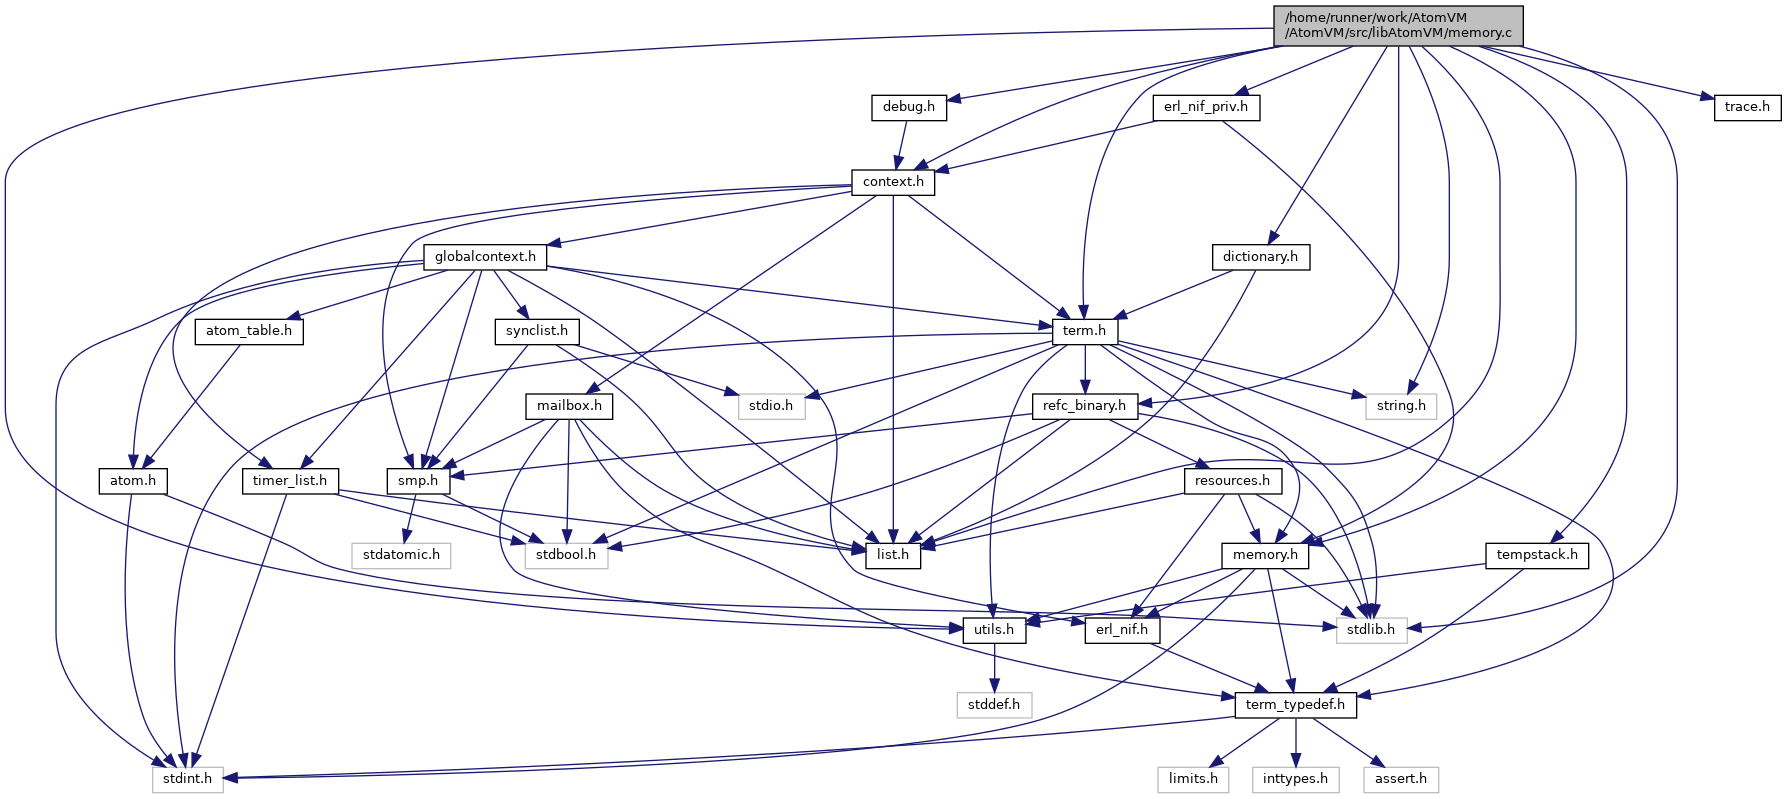 /home/runner/work/AtomVM
/AtomVM/src/libAtomVM/memory.c
debug.h
erl_nif_priv.h
trace.h
context.h
globalcontext.h
dictionary.h
atom_table.h
synclist.h
term.h
mailbox.h
stdio.h
refc_binary.h
string.h
atom.h
timer_list.h
smp.h
resources.h
stdatomic.h
stdbool.h
list.h
memory.h
tempstack.h
utils.h
erl_nif.h
stdlib.h
stddef.h
term_typedef.h
stdint.h
limits.h
inttypes.h
assert.h